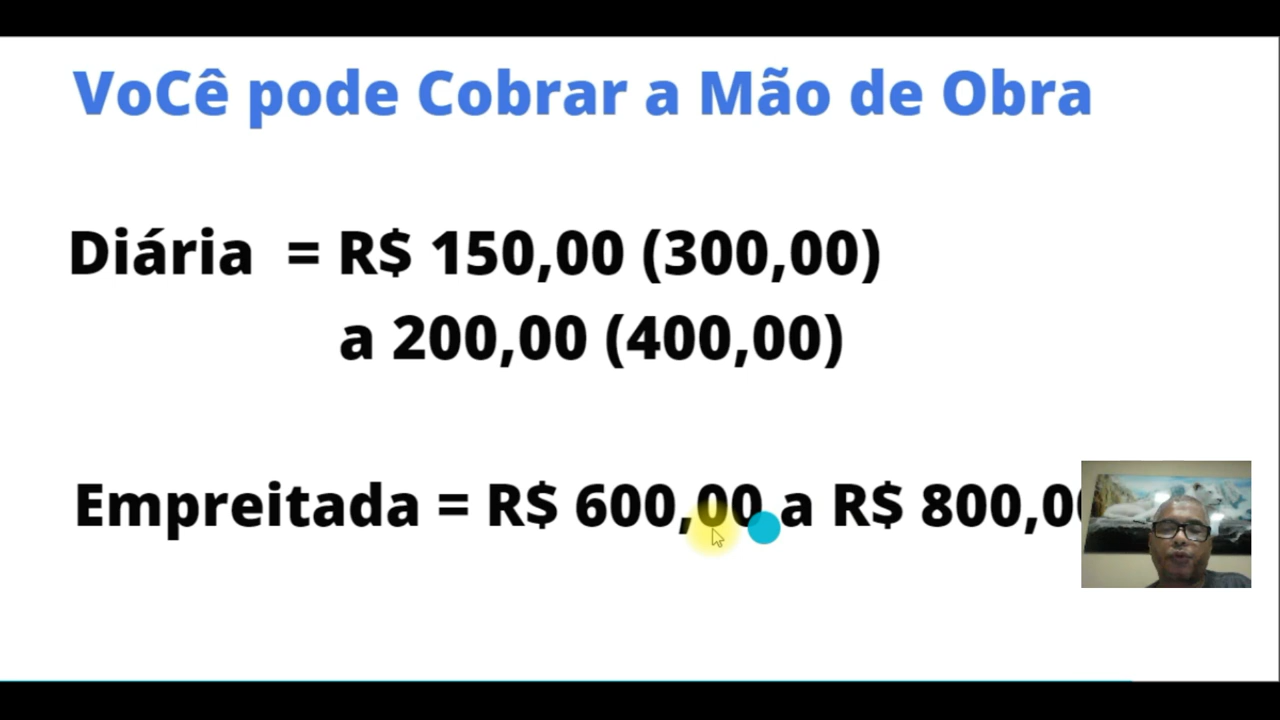 VoCê pode Cobrar a Mão de Obra
Diária = R$ 150,00 (300,00)
a 200,00 (400,00)
Empreitada = R$ 600,00 a R$ 800,00